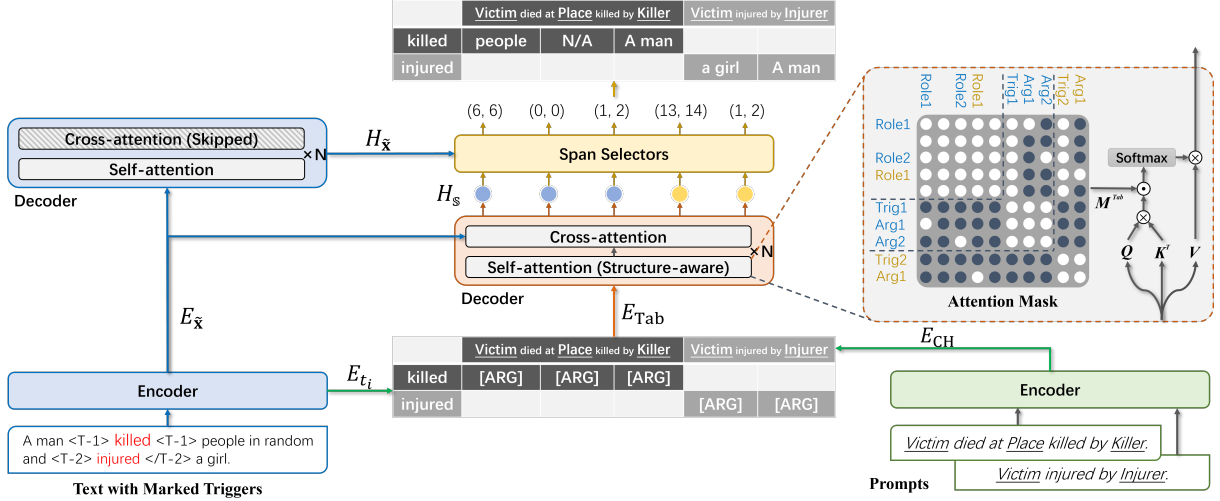 Victim died at Place killed by Killer Victim injured by Injurer
killed people N/A A man
injured a girl A man
(6, 6) (0, 0) (1, 2) (13, 14) (1, 2)
Cross-attention (Skipped)
Self-attention
×N
Decoder
H_x̃
Span Selectors
H_𝕤
Cross-attention
Self-attention (Structure-aware)
×N
Decoder
E_x̃
E_Tab
Victim died at Place killed by Killer Victim injured by Injurer
killed [ARG] [ARG] [ARG]
injured [ARG] [ARG]
E_{t_i}
E_CH
Encoder
A man <T-1> killed <T-1> people in random
and <T-2> injured </T-2> a girl.
Text with Marked Triggers
Role1 Role2 Role1 Trig1 Arg1 Arg2 Trig2 Arg1
Role1
Role2
Role1
Trig1
Arg1
Arg2
Trig2
Arg1
Attention Mask
M^Tab
Softmax
Q K^T V
Encoder
Victim died at Place killed by Killer.
Victim injured by Injurer.
Prompts